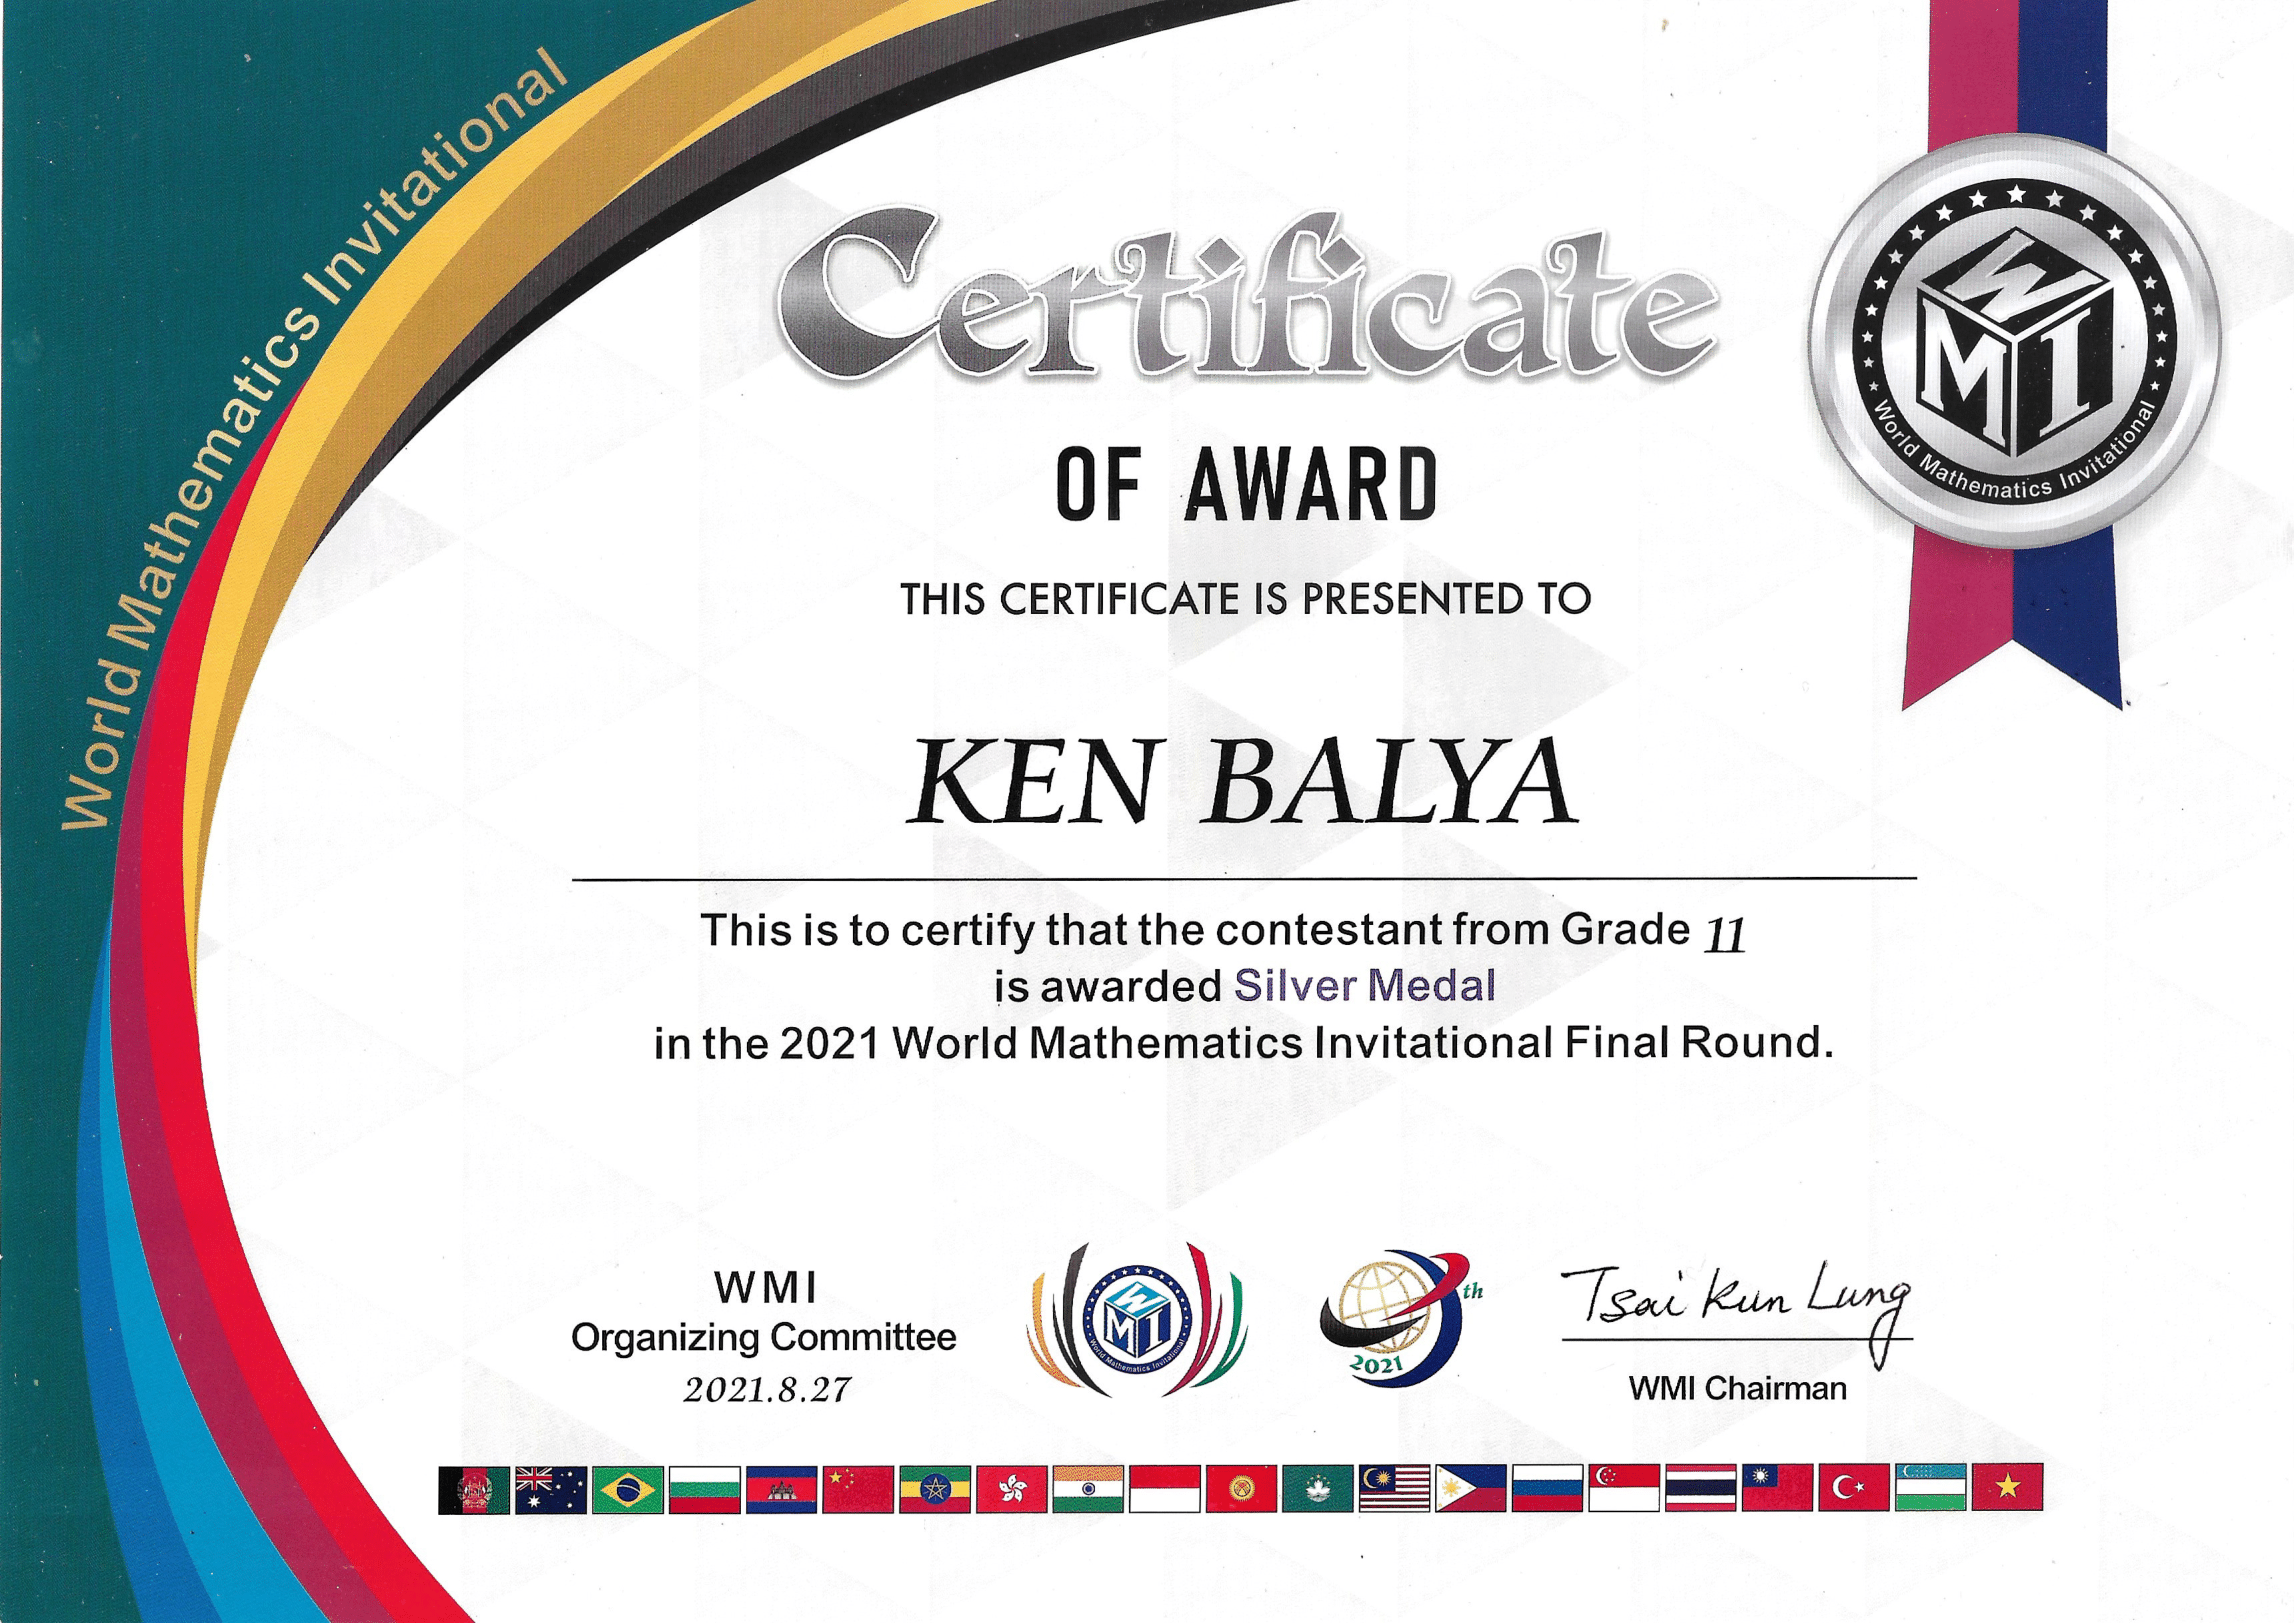 World Mathematics Invitational
Certificate
OF AWARD
THIS CERTIFICATE IS PRESENTED TO
KEN BALYA
This is to certify that the contestant from Grade 11
is awarded Silver Medal
in the 2021 World Mathematics Invitational Final Round.
WMI
World Mathematics Invitational
WMI
Organizing Committee
2021.8.27
WMI
World Mathematics Invitational
th
2021
Tsai Kun Lung
WMI Chairman